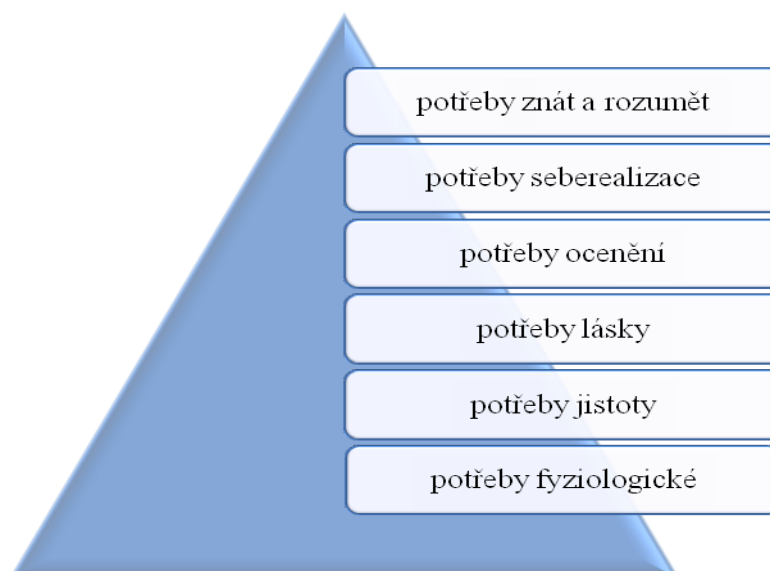 potřeby znát a rozumět
potřeby seberealizace
potřeby ocenění
potřeby lásky
potřeby jistoty
potřeby fyziologické